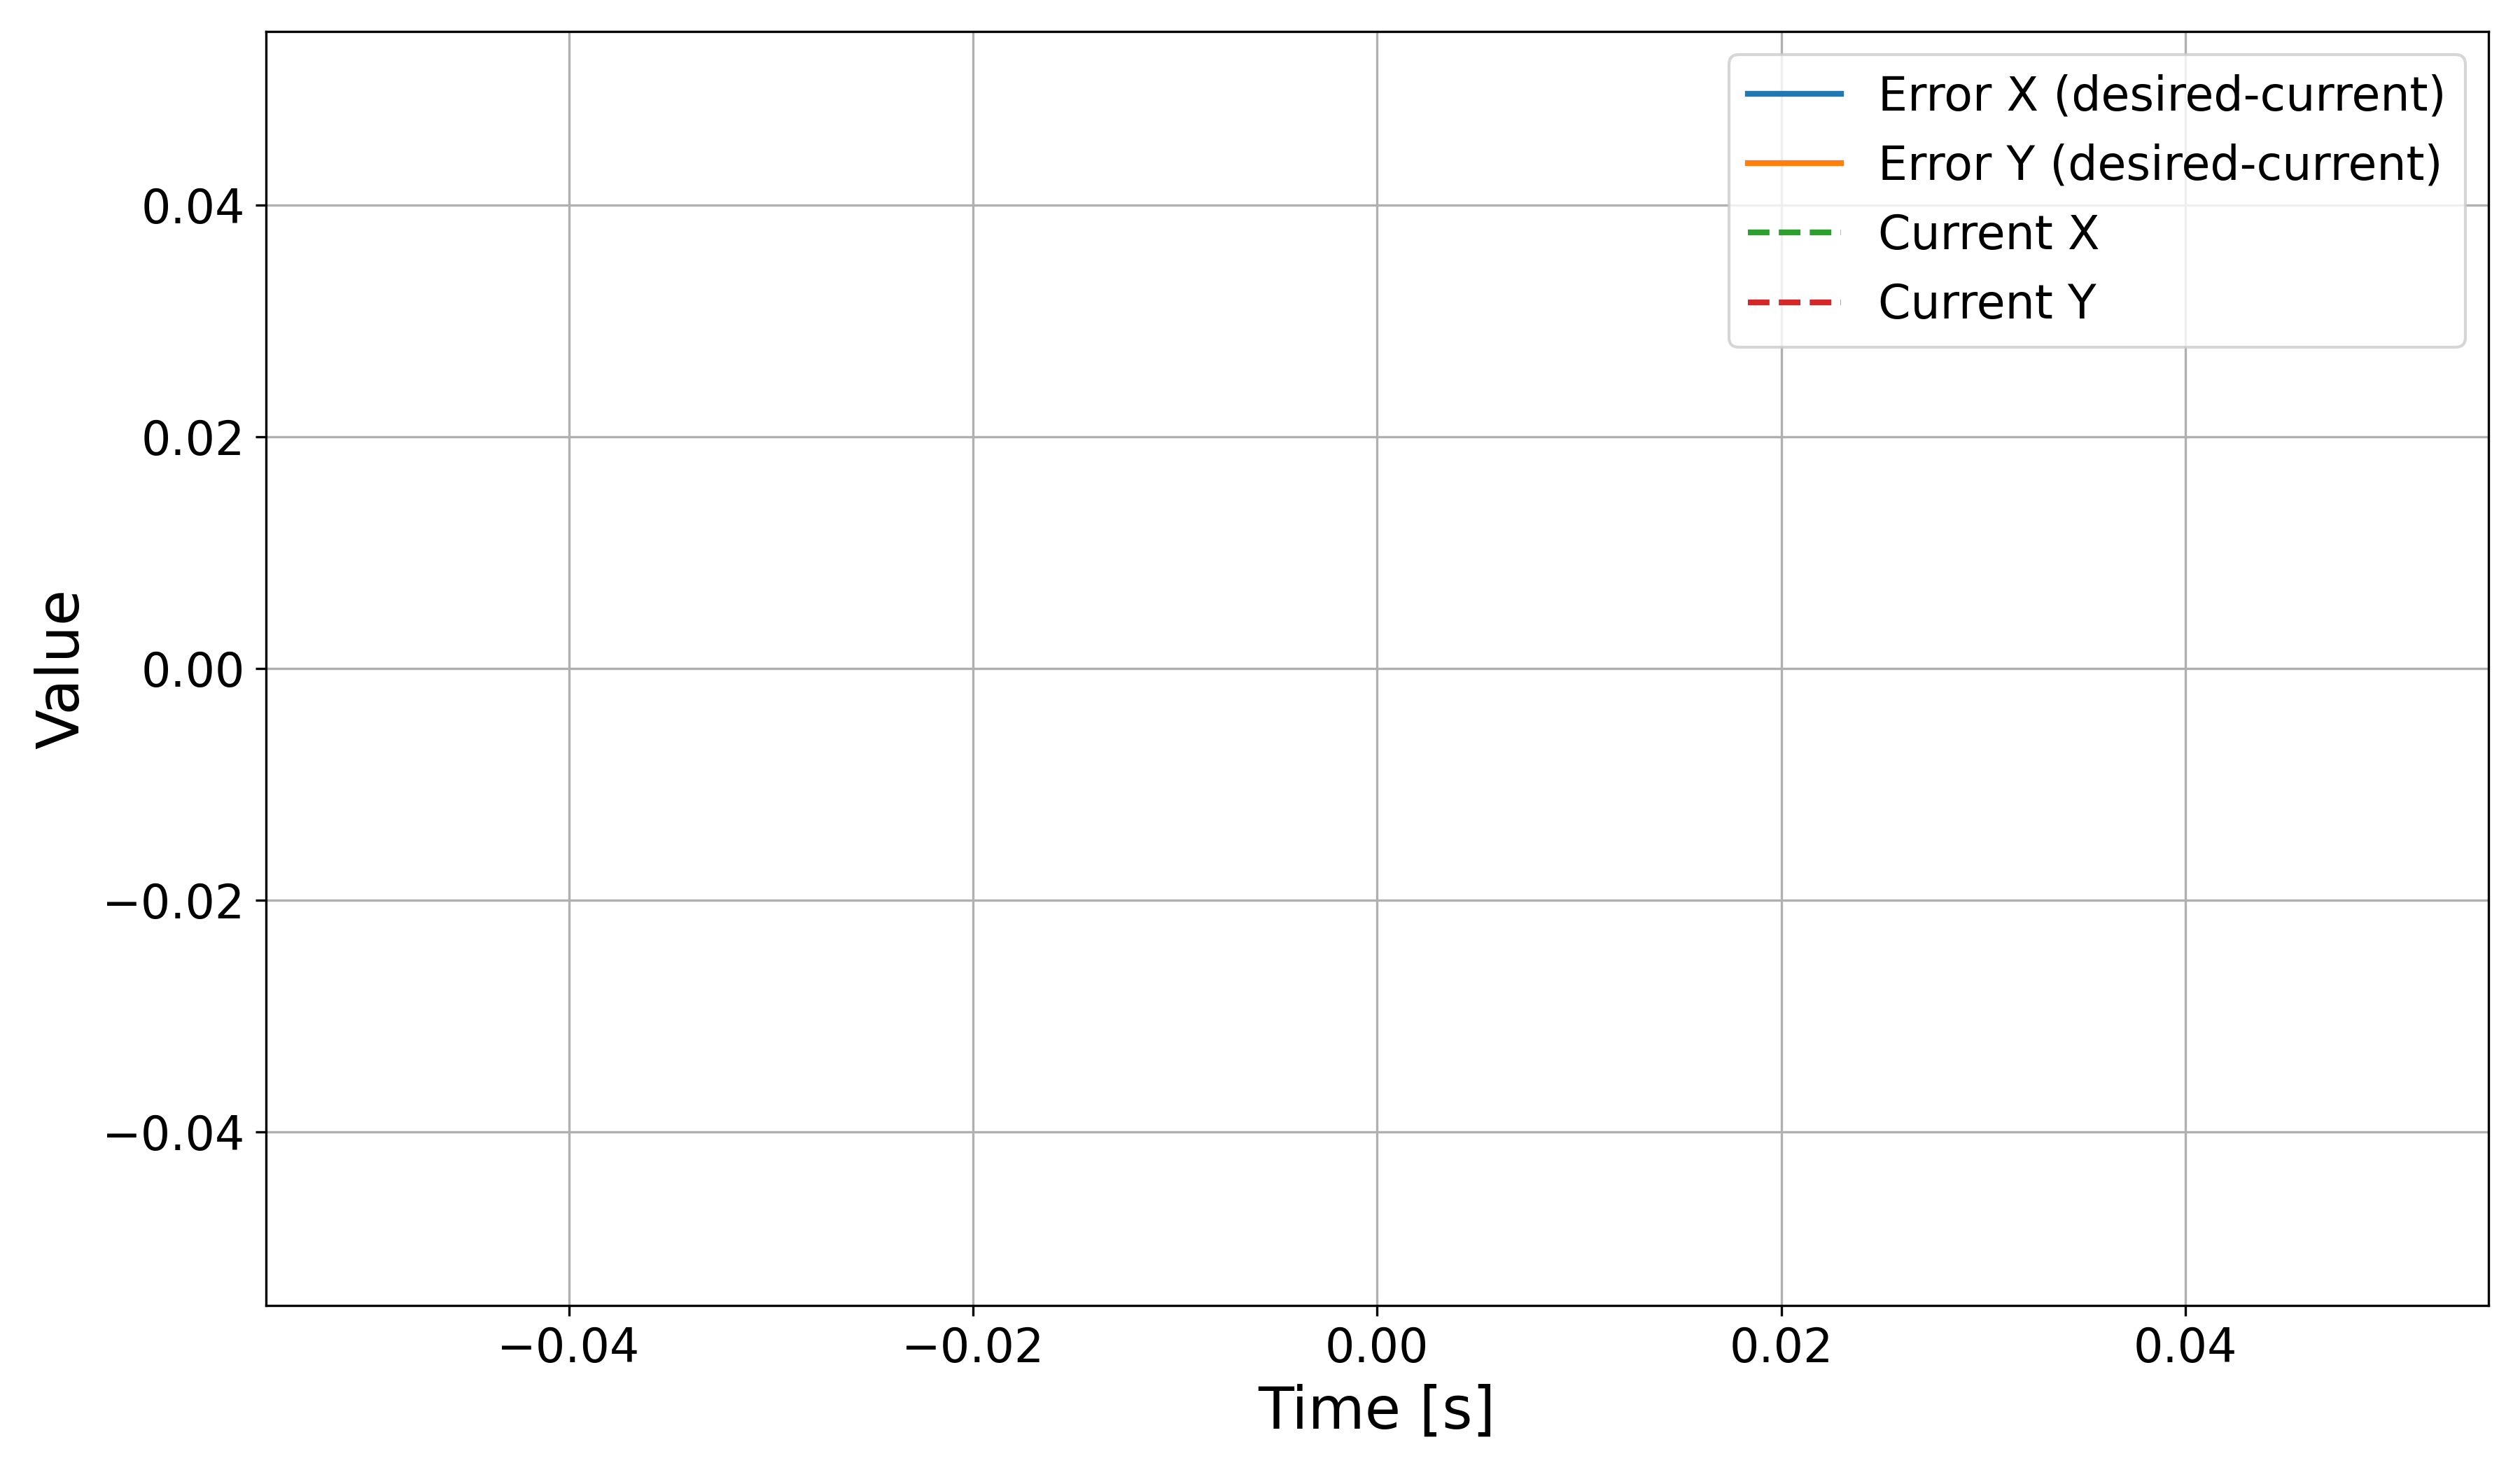 Error X (desired-current)
Error Y (desired-current)
Current X
Current Y
0.04
0.02
0.00
−0.02
−0.04
Value
−0.04
−0.02
0.00
0.02
0.04
Time [s]